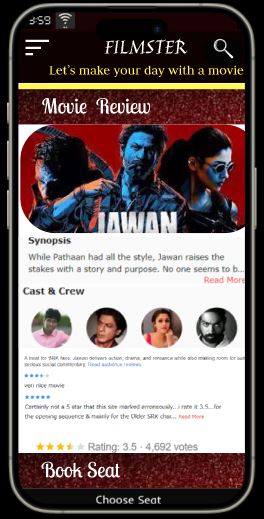 3:59
FILMSTER
Let's make your day with a movie
Movie Review
JAWAN
Synopsis
While Pathaan had all the style, Jawan raises the
stakes with a story and purpose. No one seems to b...
Read More
Cast & Crew
A treat for SRK fans, Jawan delivers action, drama, and romance while also making room for some
serious social commentary. Read audience reviews
veri nice movie
Certainly not a 5 star that this site marked erroneously...i rate it 3.5...for
the opening sequence & mainly for the Older SRK char... Read More
Rating: 3.5 · 4,692 votes
Book Seat
Choose Seat